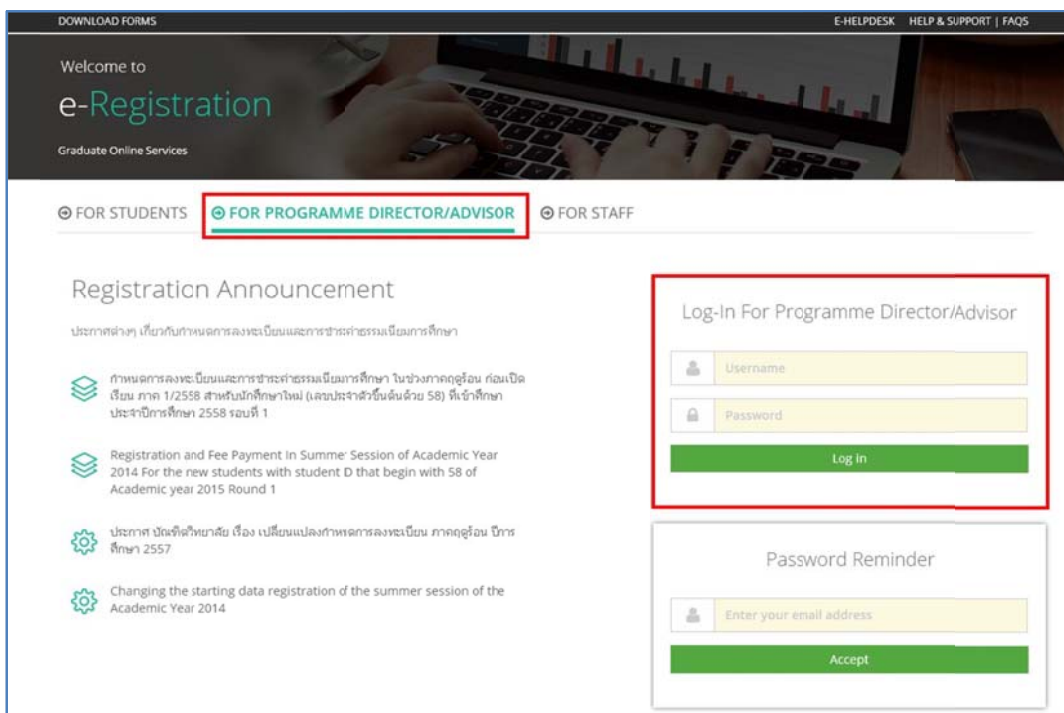 DOWNLOAD FORMS
E-HELPDESK HELP & SUPPORT | FAQS
Welcome to
e-Registration
Graduate Online Services
FOR STUDENTS
FOR PROGRAMME DIRECTOR/ADVISOR
FOR STAFF
Registration Announcement
ประกาศต่างๆ เกี่ยวกับกำหนดการลงทะเบียนและการชำระค่าธรรมเนียมการศึกษา
กำหนดการลงทะเบียนและการชำระค่าธรรมเนียมการศึกษา ในช่วงภาคฤดูร้อน ก่อนเปิด
เรียน ภาค 1/2558 สำหรับนักศึกษาใหม่ (เลขประจำตัวขึ้นต้นด้วย 58) ที่เข้าศึกษา
ประจำปีการศึกษา 2558 รอบที่ 1
Registration and Fee Payment In Summer Session of Academic Year
2014 For the new students with student D that begin with 58 of
Academic year 2015 Round 1
ประกาศ บัณฑิตวิทยาลัย เรื่อง เปลี่ยนแปลงกำหนดการลงทะเบียน ภาคฤดูร้อน ปีการ
ศึกษา 2557
Changing the starting data registration of the summer session of the
Academic Year 2014
Log-In For Programme Director/Advisor
Username
Password
Log in
Password Reminder
Enter your email address
Accept